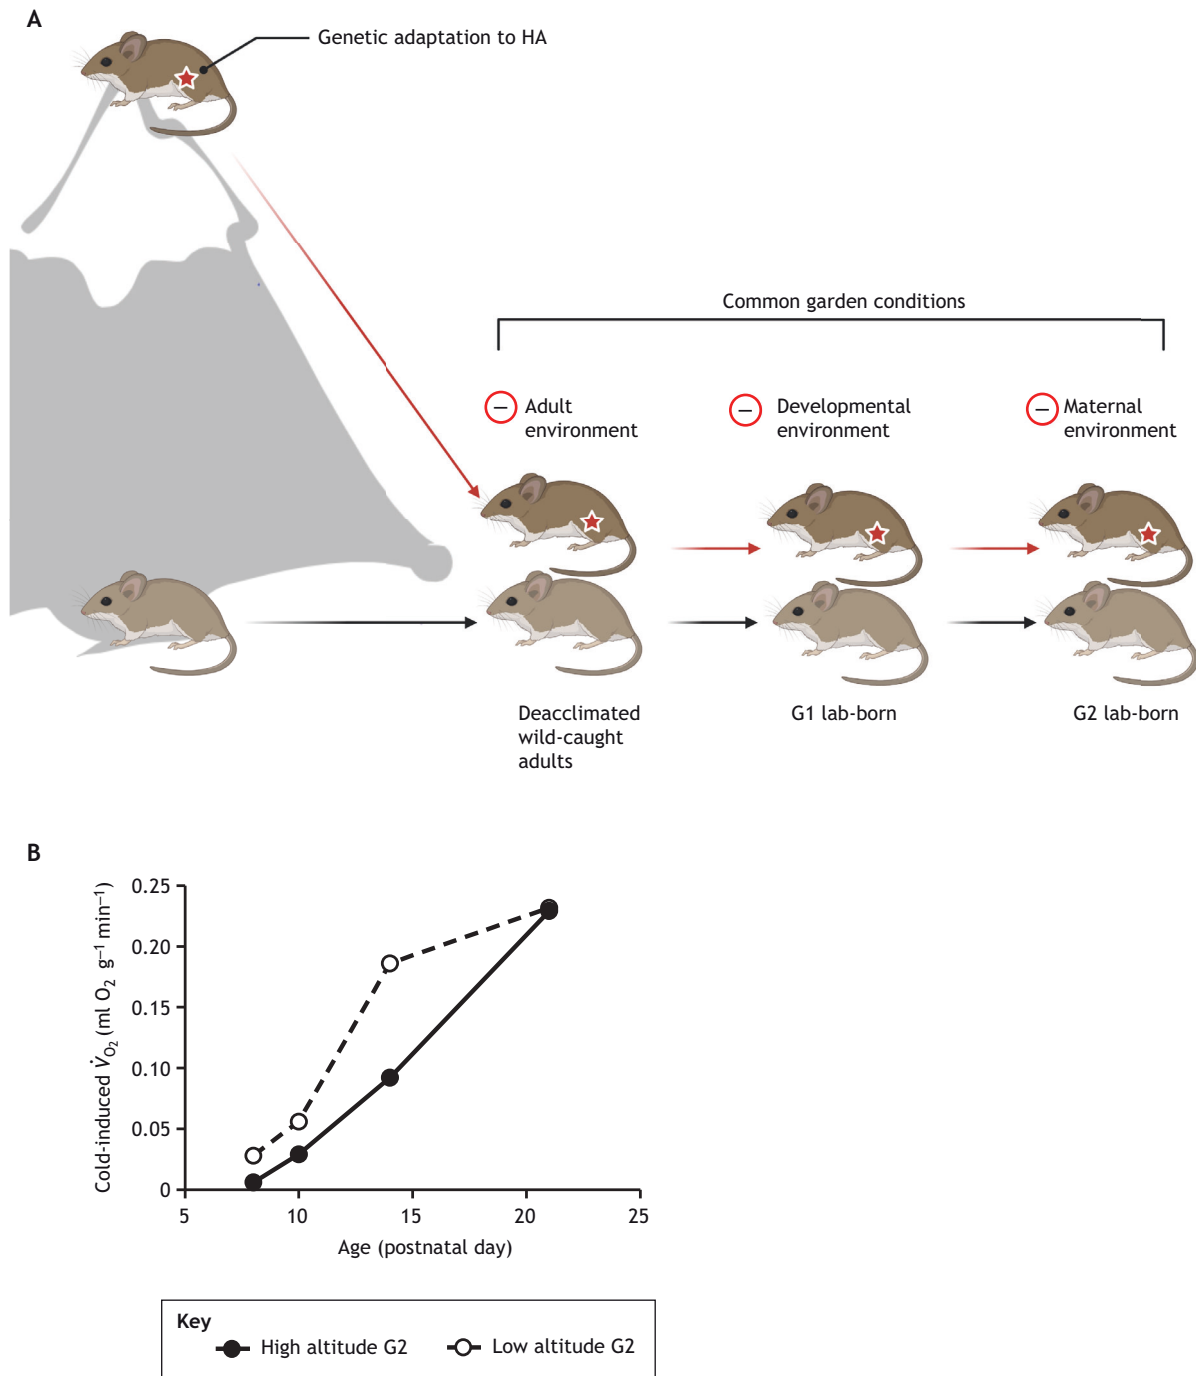 A
Genetic adaptation to HA
Common garden conditions
− Adult
environment
− Developmental
environment
− Maternal
environment
Deacclimated
wild-caught
adults
G1 lab-born
G2 lab-born
B
Cold-induced V̇O₂ (ml O₂ g⁻¹ min⁻¹)
0.25
0.20
0.15
0.10
0.05
0
5
10
15
20
25
Age (postnatal day)
Key
High altitude G2
Low altitude G2